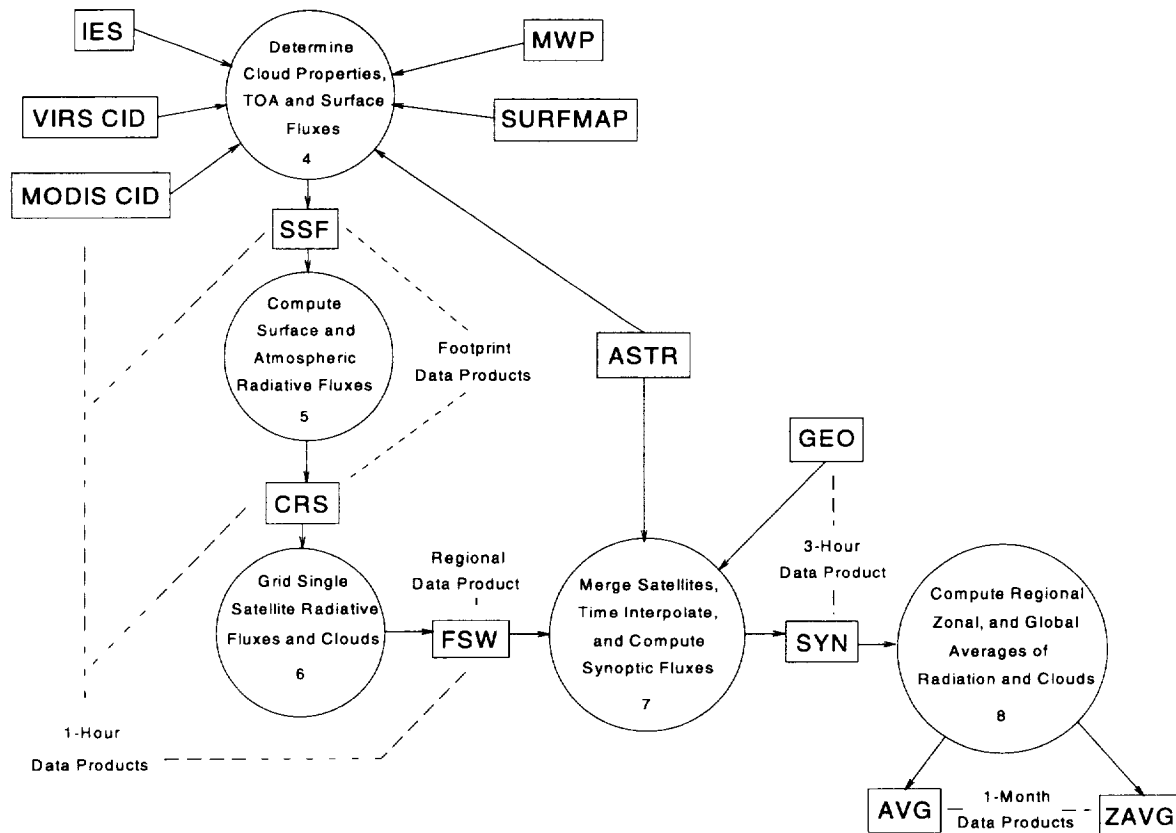 IES
Determine
Cloud Properties,
TOA and Surface
Fluxes
4
MWP
VIRS CID
SURFMAP
MODIS CID
SSF
Compute
Surface and
Atmospheric
Radiative Fluxes
5
Footprint
Data Products
ASTR
GEO
CRS
Grid Single
Satellite Radiative
Fluxes and Clouds
6
Regional
Data Product
FSW
Merge Satellites,
Time Interpolate,
and Compute
Synoptic Fluxes
7
3-Hour
Data Product
SYN
Compute Regional
Zonal, and Global
Averages of
Radiation and Clouds
8
1-Hour
Data Products
AVG
1-Month
Data Products
ZAVG